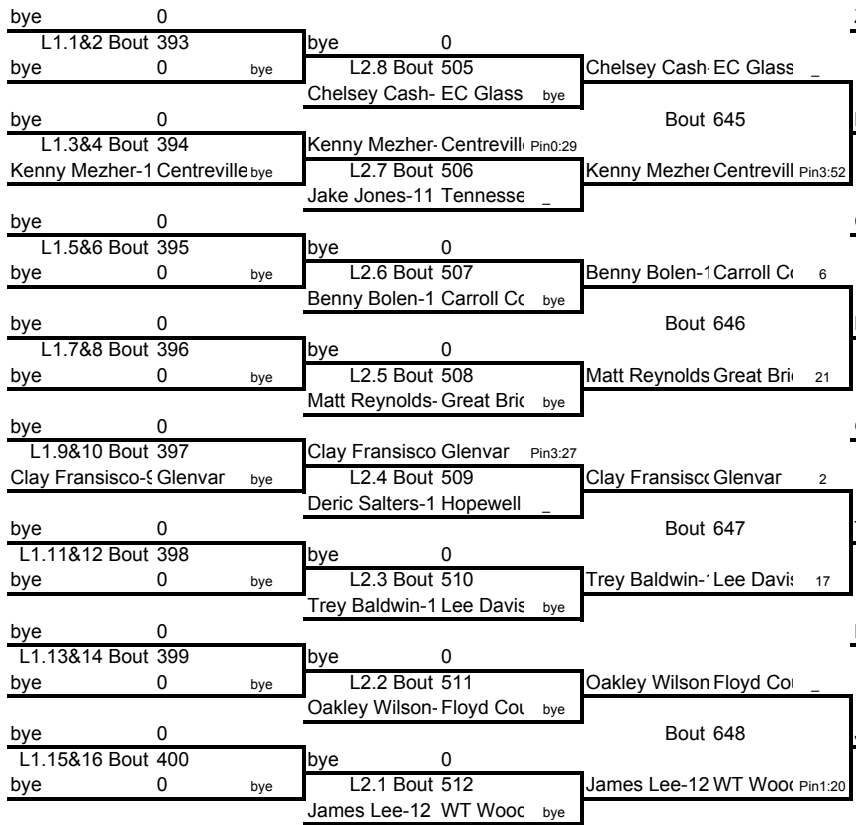 bye 0
L1.1&2 Bout 393
bye 0 bye
bye 0
L2.8 Bout 505
Chelsey Cash- EC Glass bye
Chelsey Cash- EC Glass _
bye 0
L1.3&4 Bout 394
Kenny Mezher-1 Centreville bye
Kenny Mezher- Centrevill Pin0:29
L2.7 Bout 506
Jake Jones-11 Tennesse _
Bout 645
Kenny Mezher Centrevill Pin3:52
bye 0
L1.5&6 Bout 395
bye 0 bye
bye 0
L2.6 Bout 507
Benny Bolen-1 Carroll Co bye
Benny Bolen-1 Carroll Co 6
bye 0
L1.7&8 Bout 396
bye 0 bye
bye 0
L2.5 Bout 508
Matt Reynolds- Great Brid bye
Bout 646
Matt Reynolds Great Bri 21
bye 0
L1.9&10 Bout 397
Clay Fransisco-9 Glenvar bye
Clay Fransisco Glenvar Pin3:27
L2.4 Bout 509
Deric Salters-1 Hopewell _
Clay Fransisco Glenvar 2
bye 0
L1.11&12 Bout 398
bye 0 bye
bye 0
L2.3 Bout 510
Trey Baldwin-1 Lee Davis bye
Bout 647
Trey Baldwin-1 Lee Davis 17
bye 0
L1.13&14 Bout 399
bye 0 bye
bye 0
L2.2 Bout 511
Oakley Wilson- Floyd Cou bye
Oakley Wilson Floyd Cou _
bye 0
L1.15&16 Bout 400
bye 0 bye
bye 0
L2.1 Bout 512
James Lee-12 WT Wood bye
Bout 648
James Lee-12 WT Wood Pin1:20